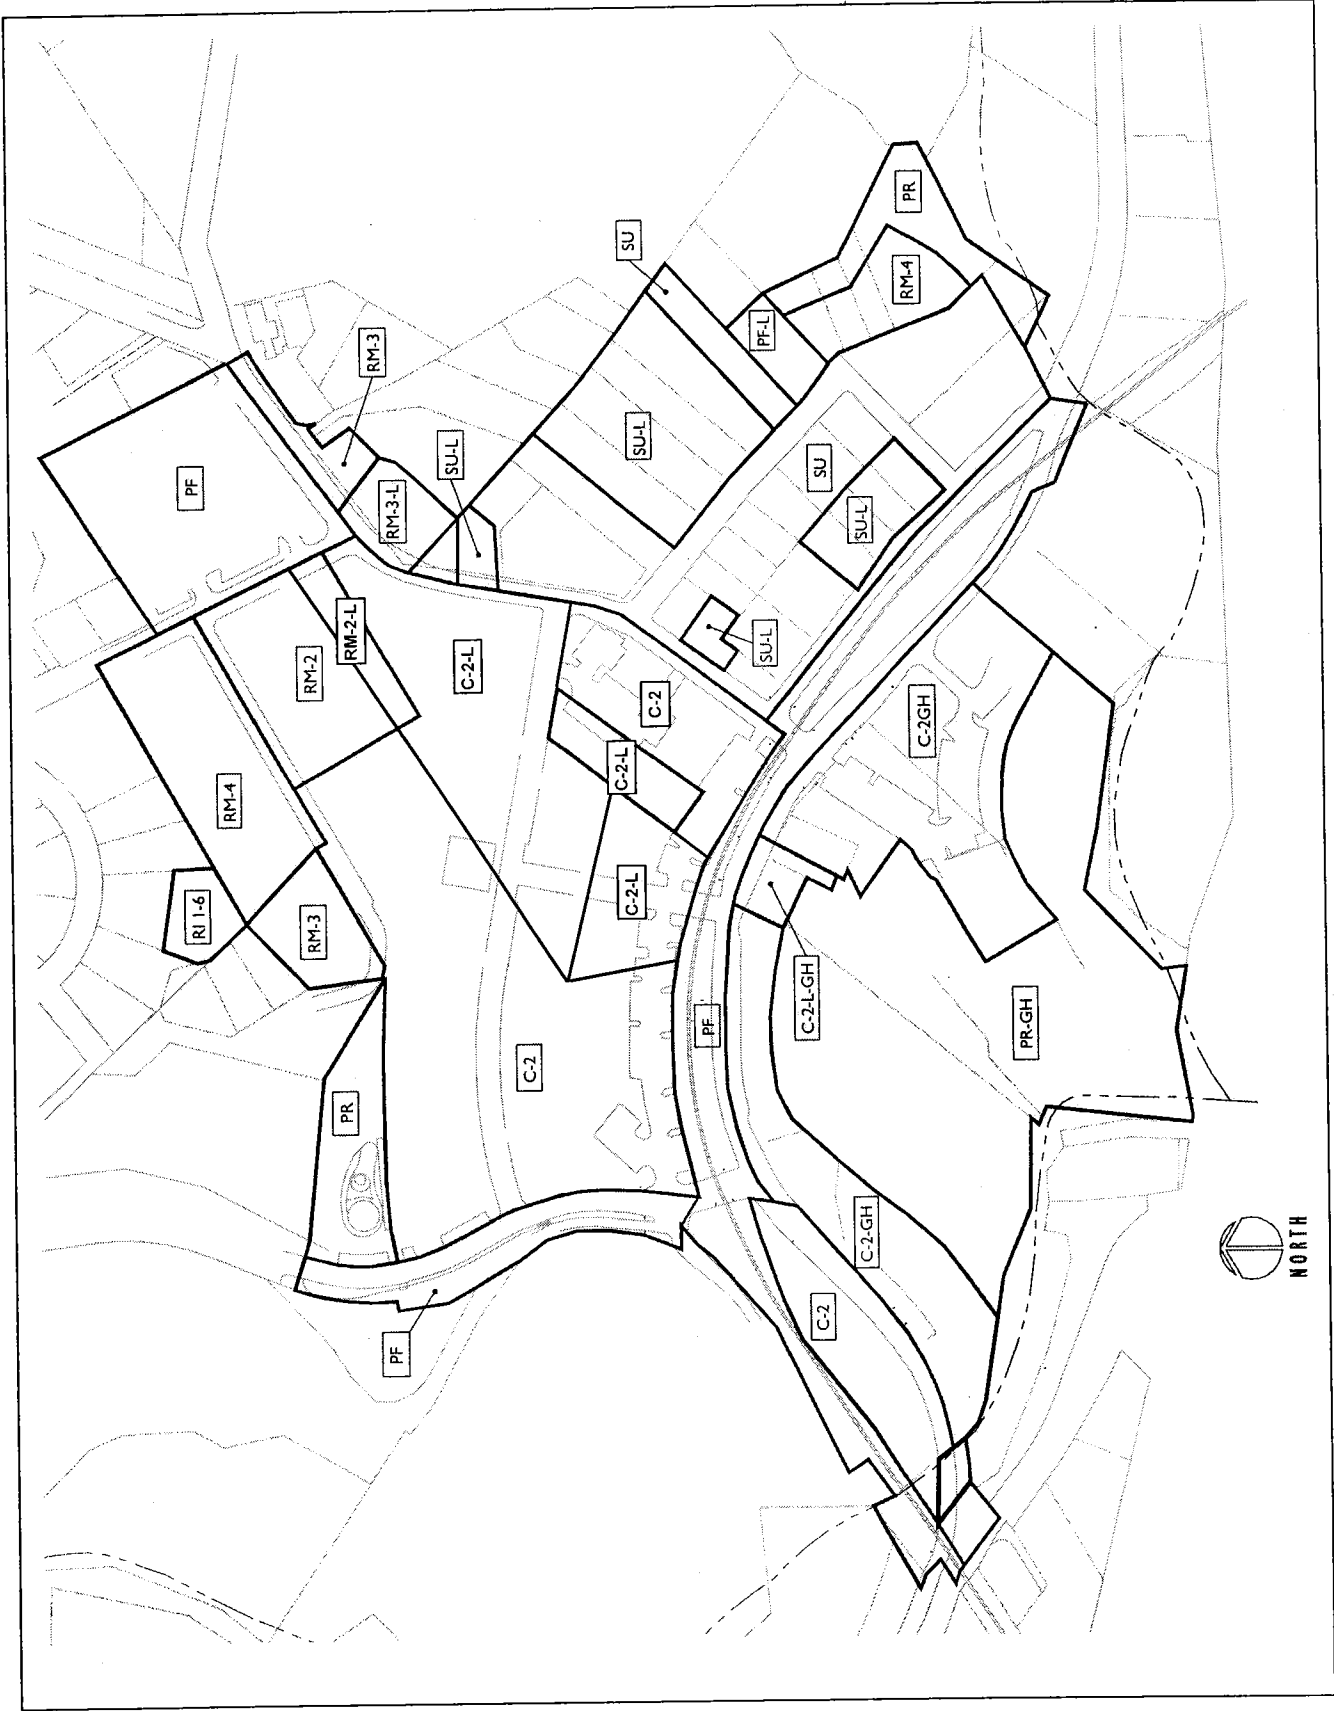 PF
RM-3
RM-3-L
SU-L
SU
PR
RM-4
PF-L
SU-L
SU
SU-L
SU-L
RM-2-L
RM-2
C-2-L
C-2
C-2-L
C-2-L
RM-4
RI 1-6
RM-3
C-2GH
C-2-L-GH
PF
C-2
PR-GH
PR
PF
C-2-GH
C-2
NORTH